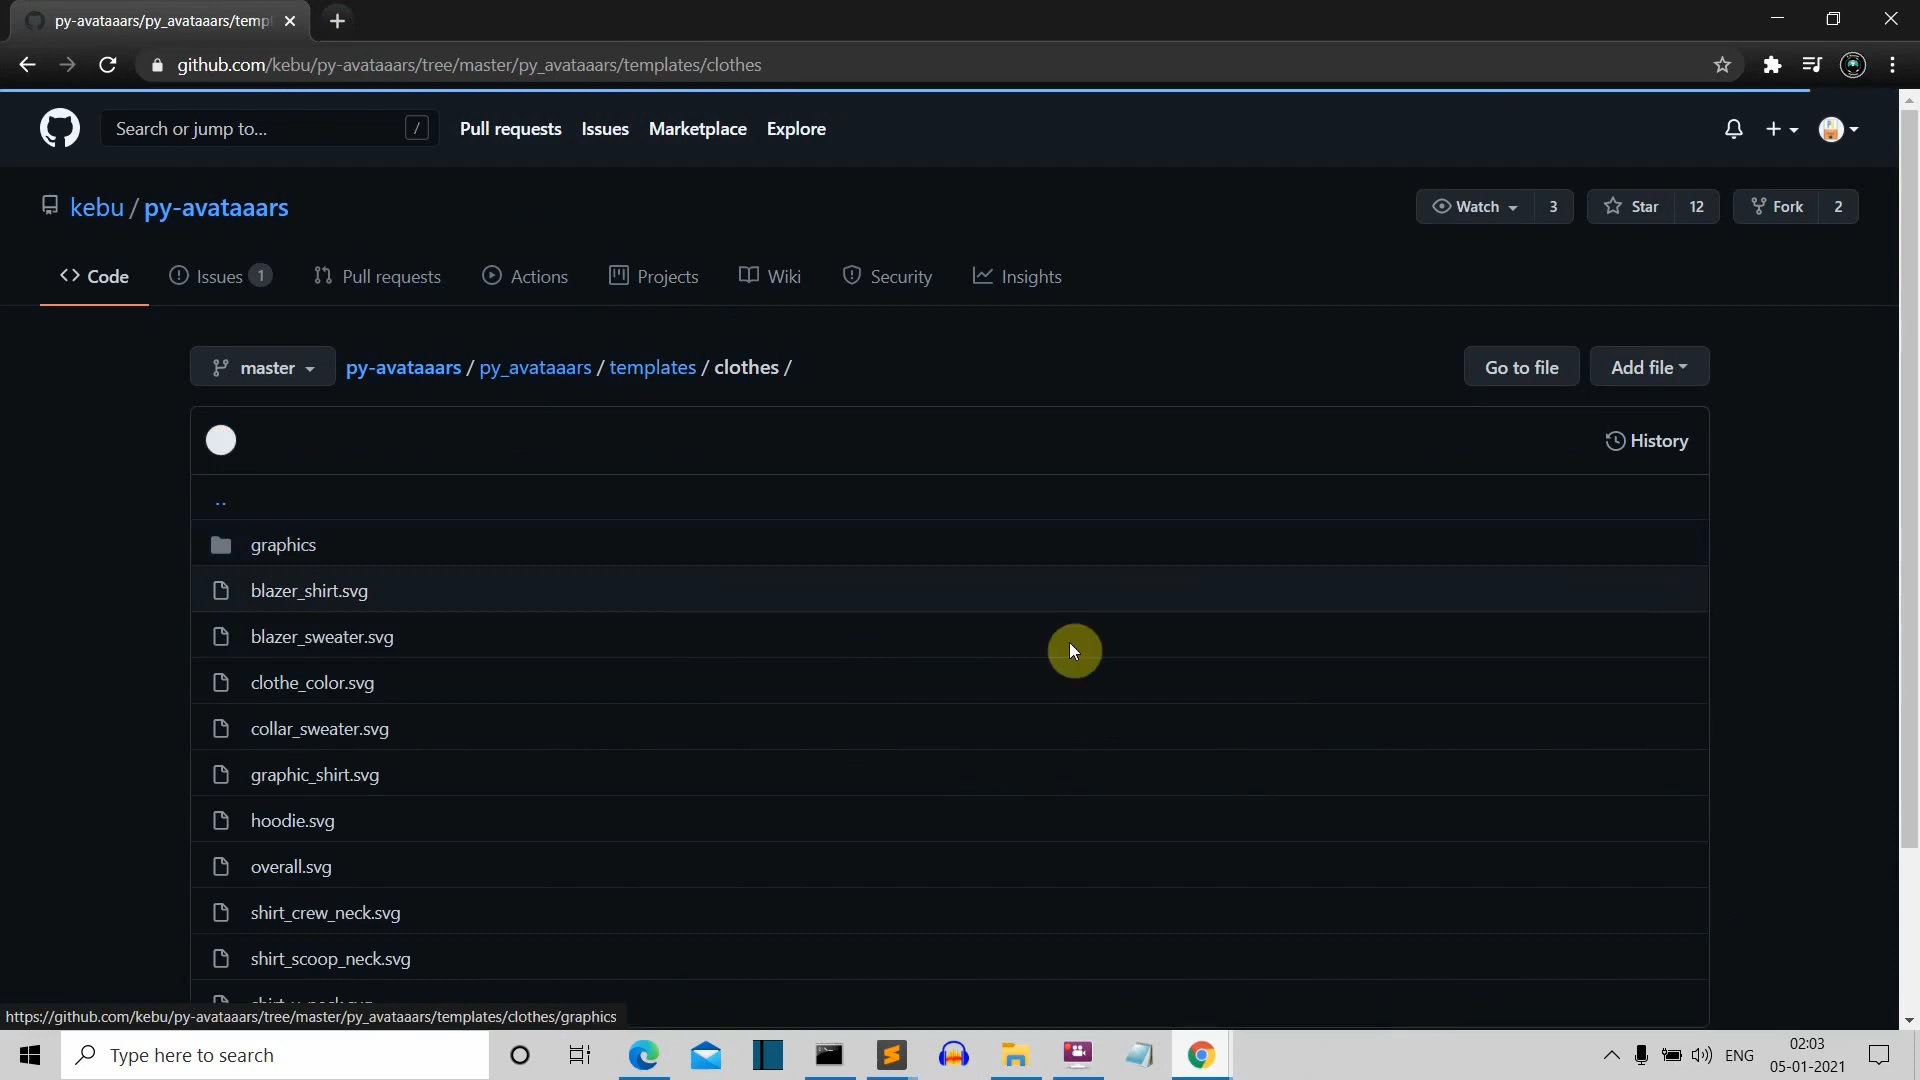 py-avataaars/py_avataaars/temp
github.com/kebu/py-avataaars/tree/master/py_avataaars/templates/clothes
Search or jump to... /
Pull requests Issues Marketplace Explore
kebu / py-avataaars
Watch 3 Star 12 Fork 2
Code Issues 1 Pull requests Actions Projects Wiki Security Insights
master py-avataaars / py_avataaars / templates / clothes /
Go to file Add file
History
..
graphics
blazer_shirt.svg
blazer_sweater.svg
clothe_color.svg
collar_sweater.svg
graphic_shirt.svg
hoodie.svg
overall.svg
shirt_crew_neck.svg
shirt_scoop_neck.svg
https://github.com/kebu/py-avataaars/tree/master/py_avataaars/templates/clothes/graphics
Type here to search
ENG
02:03
05-01-2021